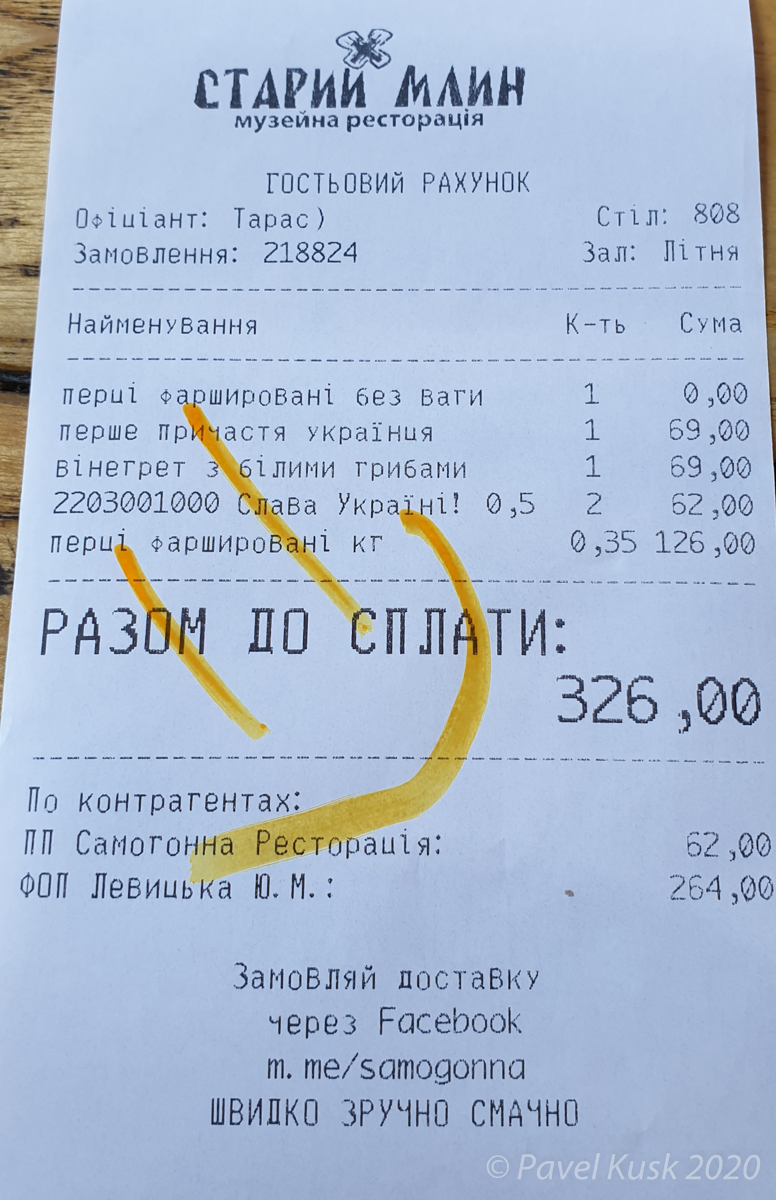 СТАРИЙ МЛИН
музейна ресторація
ГОСТЬОВИЙ РАХУНОК
Офіціант: Тарас) Стіл: 808
Замовлення: 218824 Зал: Літня
Найменування К-ть Сума
перці фаршировані без ваги 1 0,00
перше причастя українця 1 69,00
вінегрет з білими грибами 1 69,00
2203001000 Слава Україні! 0,5 2 62,00
перці фаршировані кг 0,35 126,00
РАЗОМ ДО СПЛАТИ:
326,00
По контрагентах:
ПП Самогонна Ресторація: 62,00
ФОП Левицька Ю.М.: 264,00
Замовляй доставку
через Facebook
m.me/samogonna
ШВИДКО ЗРУЧНО СМАЧНО
© Pavel Kusk 2020